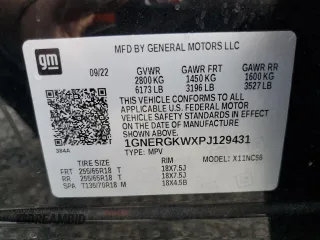 gm
MFD BY GENERAL MOTORS LLC
09/22 GVWR GAWR FRT GAWR RR
2800 KG 1450 KG 1600 KG
6173 LB 3196 LB 3527 LB
THIS VEHICLE CONFORMS TO ALL
APPLICABLE U.S. FEDERAL MOTOR
VEHICLE SAFETY STANDARDS IN
EFFECT ON THE DATE OF
MANUFACTURE SHOWN ABOVE.
1GNERGKWXPJ129431
384A TYPE: MPV MODEL: X11NC56
TIRE SIZE RIM
FRT 255/65R18 T 18X7.5J
RR 255/65R18 T 18X7.5J
SPA T135/70R18 M 18X4.5B